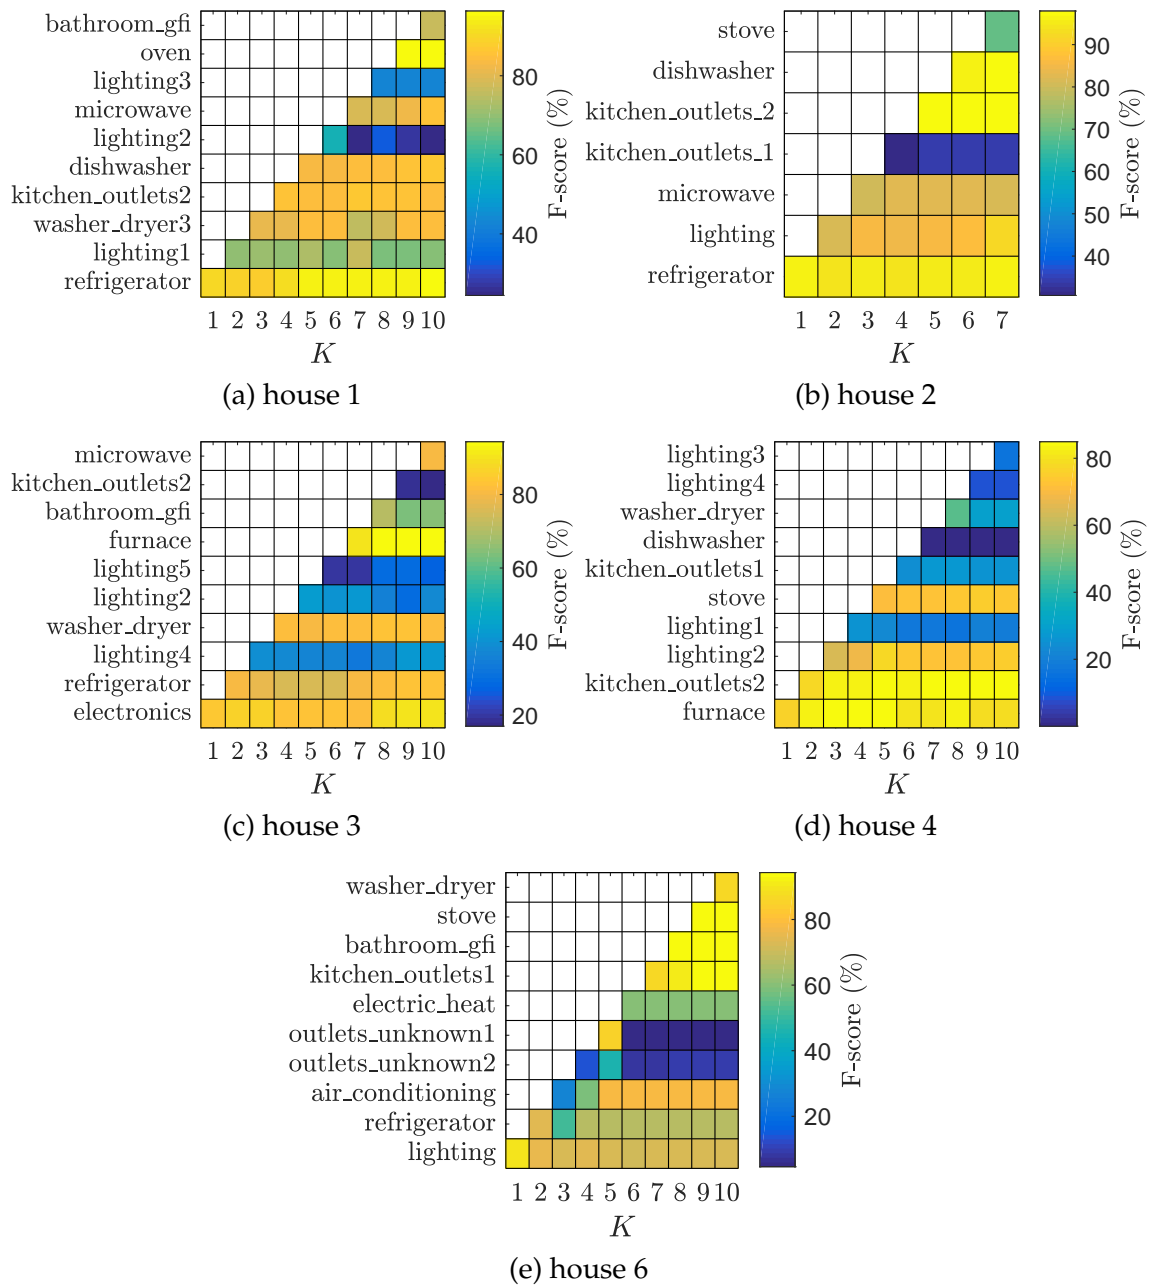 bathroom_gfi
oven
lighting3
microwave
lighting2
dishwasher
kitchen_outlets2
washer_dryer3
lighting1
refrigerator
1 2 3 4 5 6 7 8 9 10
K
80
60
40
F-score (%)
(a) house 1
stove
dishwasher
kitchen_outlets_2
kitchen_outlets_1
microwave
lighting
refrigerator
1 2 3 4 5 6 7
K
90
80
70
60
50
40
F-score (%)
(b) house 2
microwave
kitchen_outlets2
bathroom_gfi
furnace
lighting5
lighting2
washer_dryer
lighting4
refrigerator
electronics
1 2 3 4 5 6 7 8 9 10
K
80
60
40
20
F-score (%)
(c) house 3
lighting3
lighting4
washer_dryer
dishwasher
kitchen_outlets1
stove
lighting1
lighting2
kitchen_outlets2
furnace
1 2 3 4 5 6 7 8 9 10
K
80
60
40
20
F-score (%)
(d) house 4
washer_dryer
stove
bathroom_gfi
kitchen_outlets1
electric_heat
outlets_unknown1
outlets_unknown2
air_conditioning
refrigerator
lighting
1 2 3 4 5 6 7 8 9 10
K
80
60
40
20
F-score (%)
(e) house 6